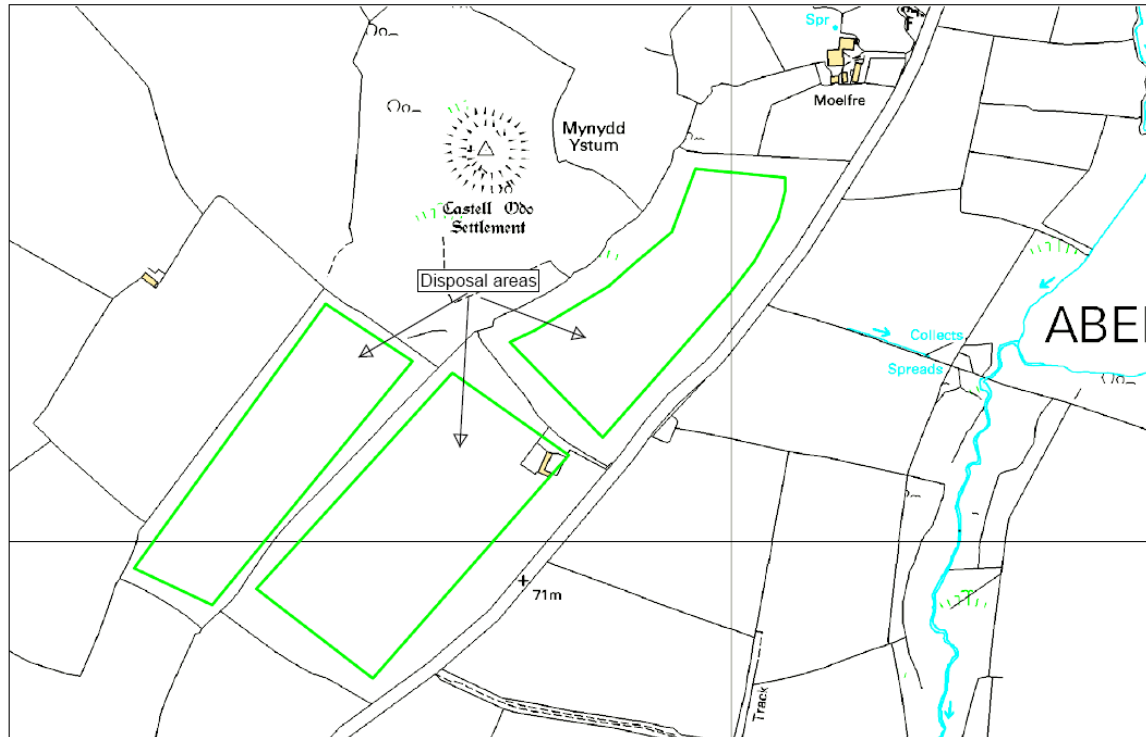 Spr
F
Moelfre
Mynydd
Ystum
Castell Odo
Settlement
Disposal areas
Collects
Spreads
ABE
71m
Track